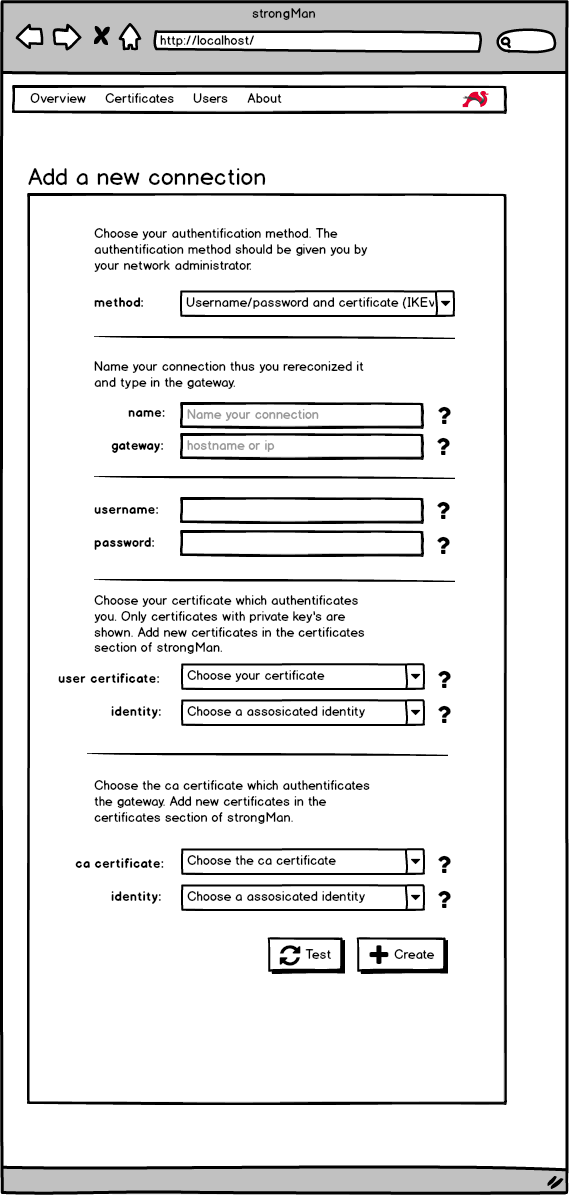 strongMan
http://localhost/
Overview Certificates Users About
Add a new connection
Choose your authentification method. The
authentification method should be given you by
your network administrator.
method: Username/password and certificate (IKEv
Name your connection thus you rereconized it
and type in the gateway.
name: Name your connection ?
gateway: hostname or ip ?
username: ?
password: ?
Choose your certificate which authentificates
you. Only certificates with private key's are
shown. Add new certificates in the certificates
section of strongMan.
user certificate: Choose your certificate ?
identity: Choose a assosicated identity ?
Choose the ca certificate which authentificates
the gateway. Add new certificates in the
certificates section of strongMan.
ca certificate: Choose the ca certificate ?
identity: Choose a assosicated identity ?
Test Create